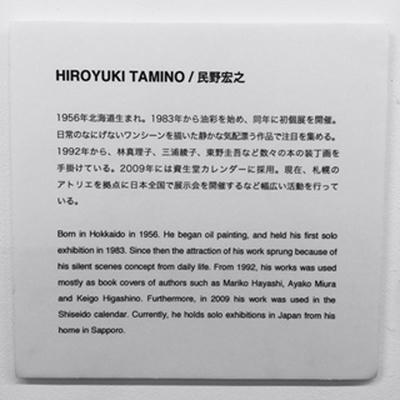 HIROYUKI TAMINO / 民野宏之
1956年北海道生まれ。1983年から油彩を始め、同年に初個展を開催。
日常のなにげないワンシーンを描いた静かな気配漂う作品で注目を集める。
1992年から、林真理子、三浦綾子、東野圭吾など数々の本の装丁画を
手掛けている。2009年には資生堂カレンダーに採用。現在、札幌の
アトリエを拠点に日本全国で展示会を開催するなど幅広い活動を行って
いる。
Born in Hokkaido in 1956. He began oil painting, and held his first solo
exhibition in 1983. Since then the attraction of his work sprung because of
his silent scenes concept from daily life. From 1992, his works was used
mostly as book covers of authors such as Mariko Hayashi, Ayako Miura
and Keigo Higashino. Furthermore, in 2009 his work was used in the
Shiseido calendar. Currently, he holds solo exhibitions in Japan from his
home in Sapporo.